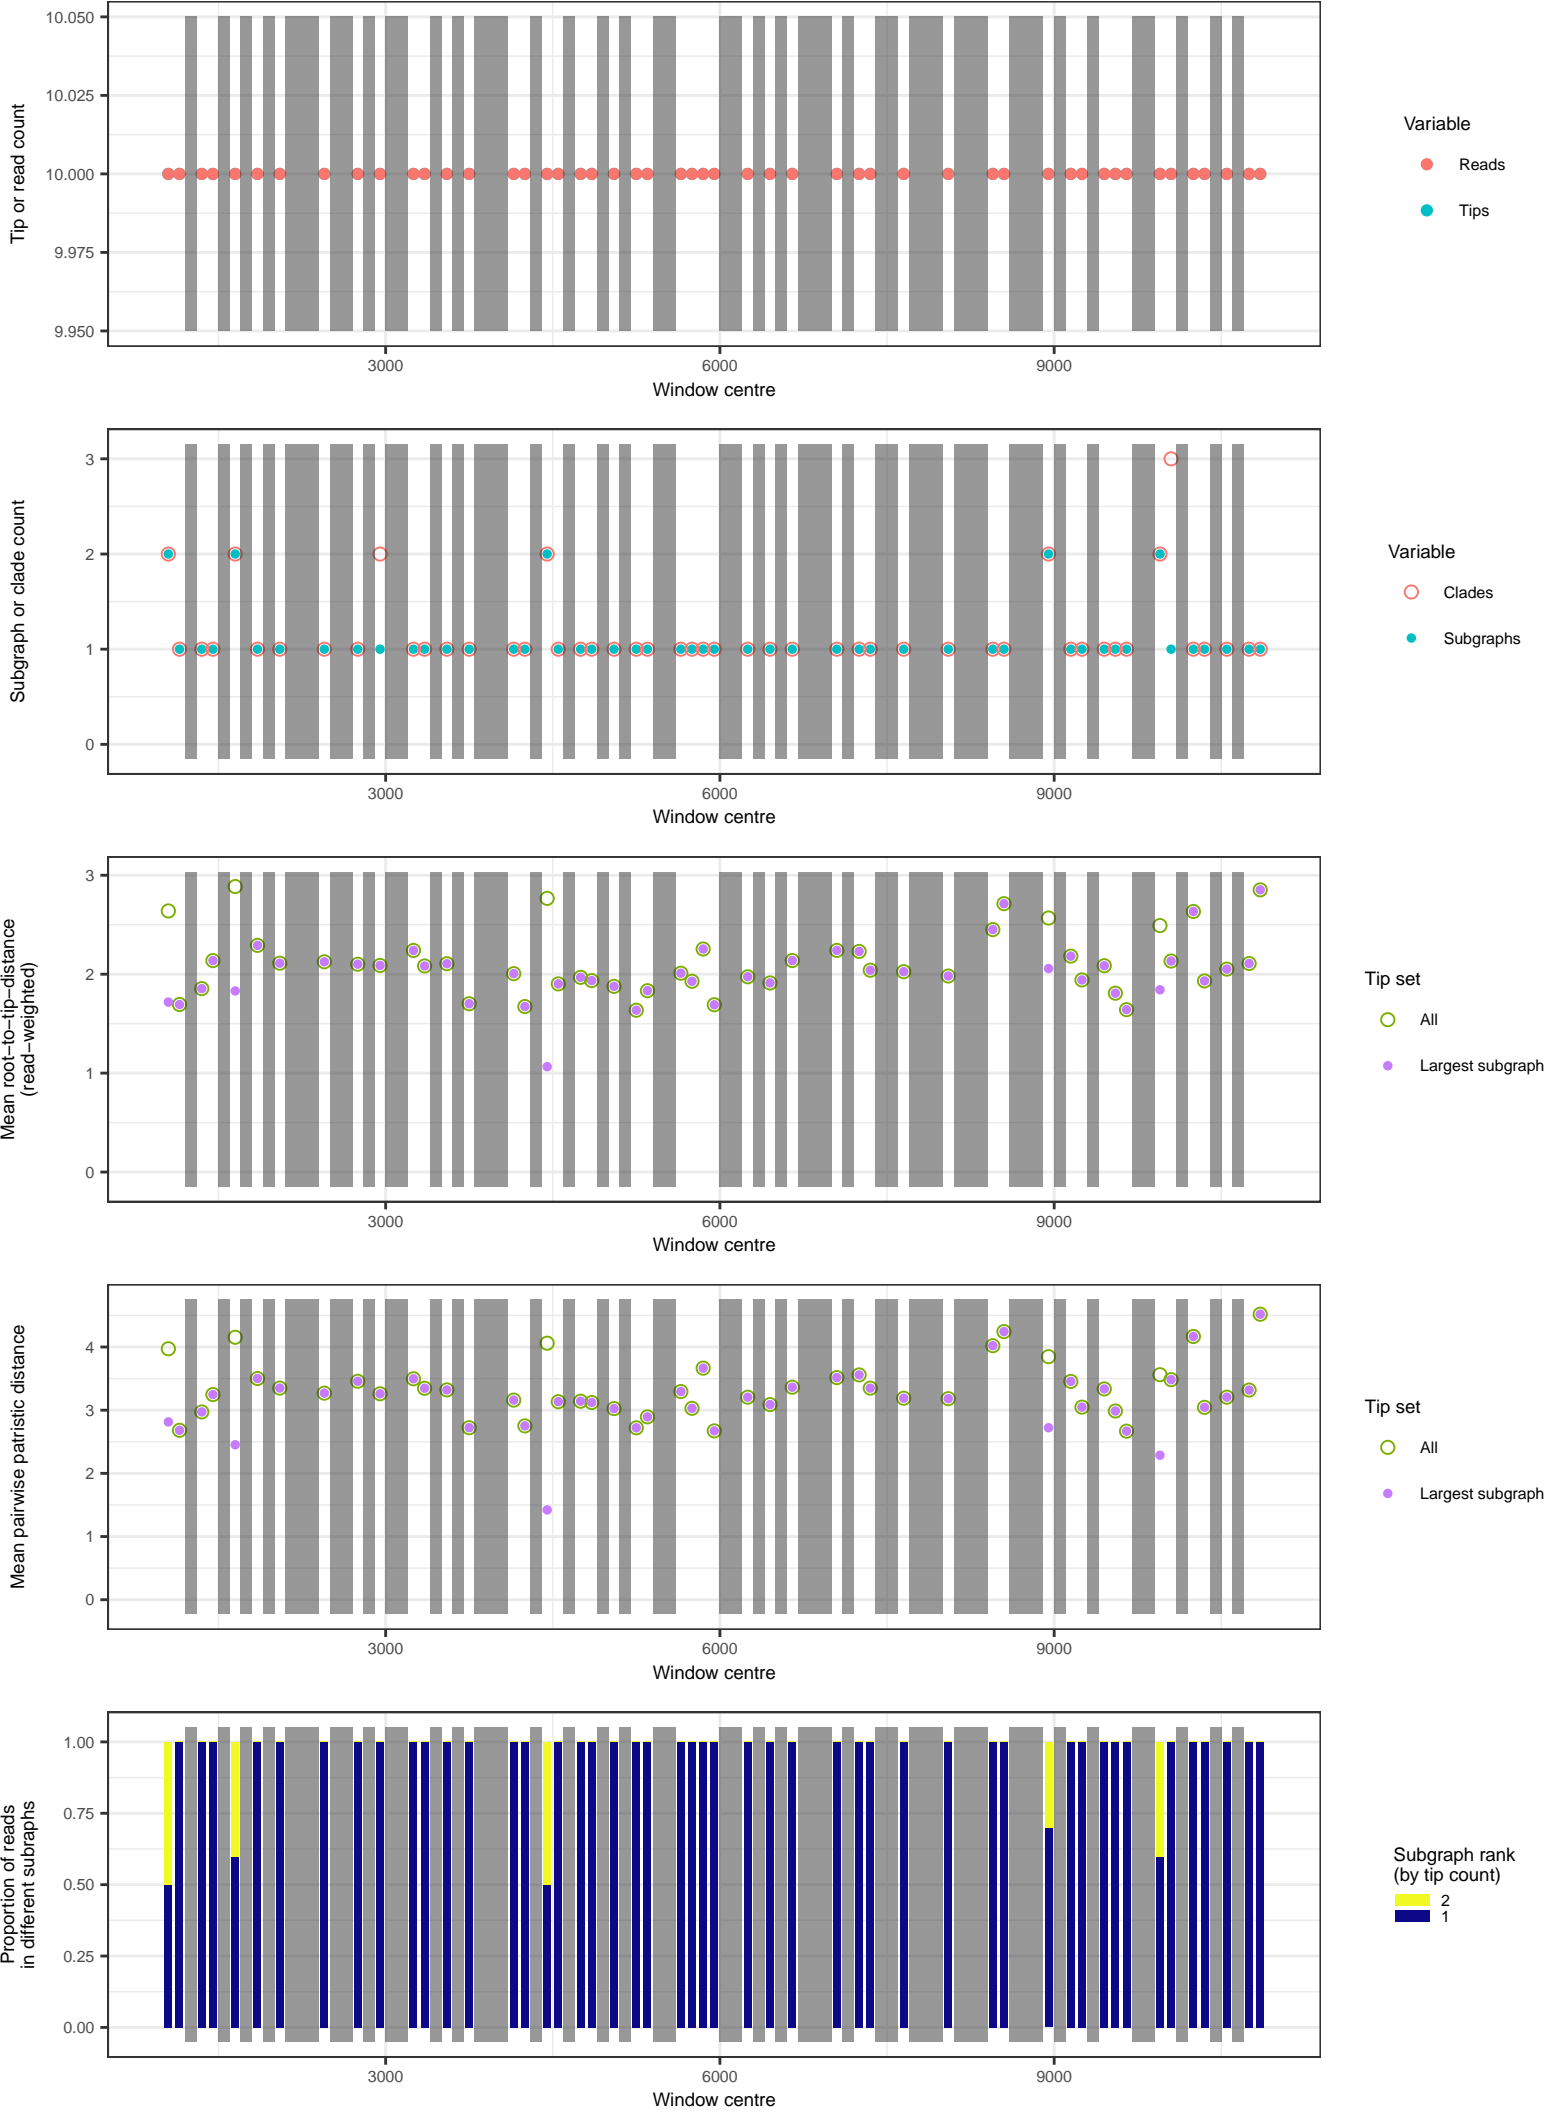 10.050
10.025
10.000
9.975
9.950
Tip or read count
3000
6000
9000
Window centre
Variable
Reads
Tips
3
2
1
0
Subgraph or clade count
3000
6000
9000
Window centre
Variable
Clades
Subgraphs
3
2
1
0
Mean root−to−tip−distance
(read−weighted)
3000
6000
9000
Window centre
Tip set
All
Largest subgraph
4
3
2
1
0
Mean pairwise patristic distance
3000
6000
9000
Window centre
Tip set
All
Largest subgraph
1.00
0.75
0.50
0.25
0.00
Proportion of reads
in different subraphs
3000
6000
9000
Window centre
Subgraph rank
(by tip count)
2
1